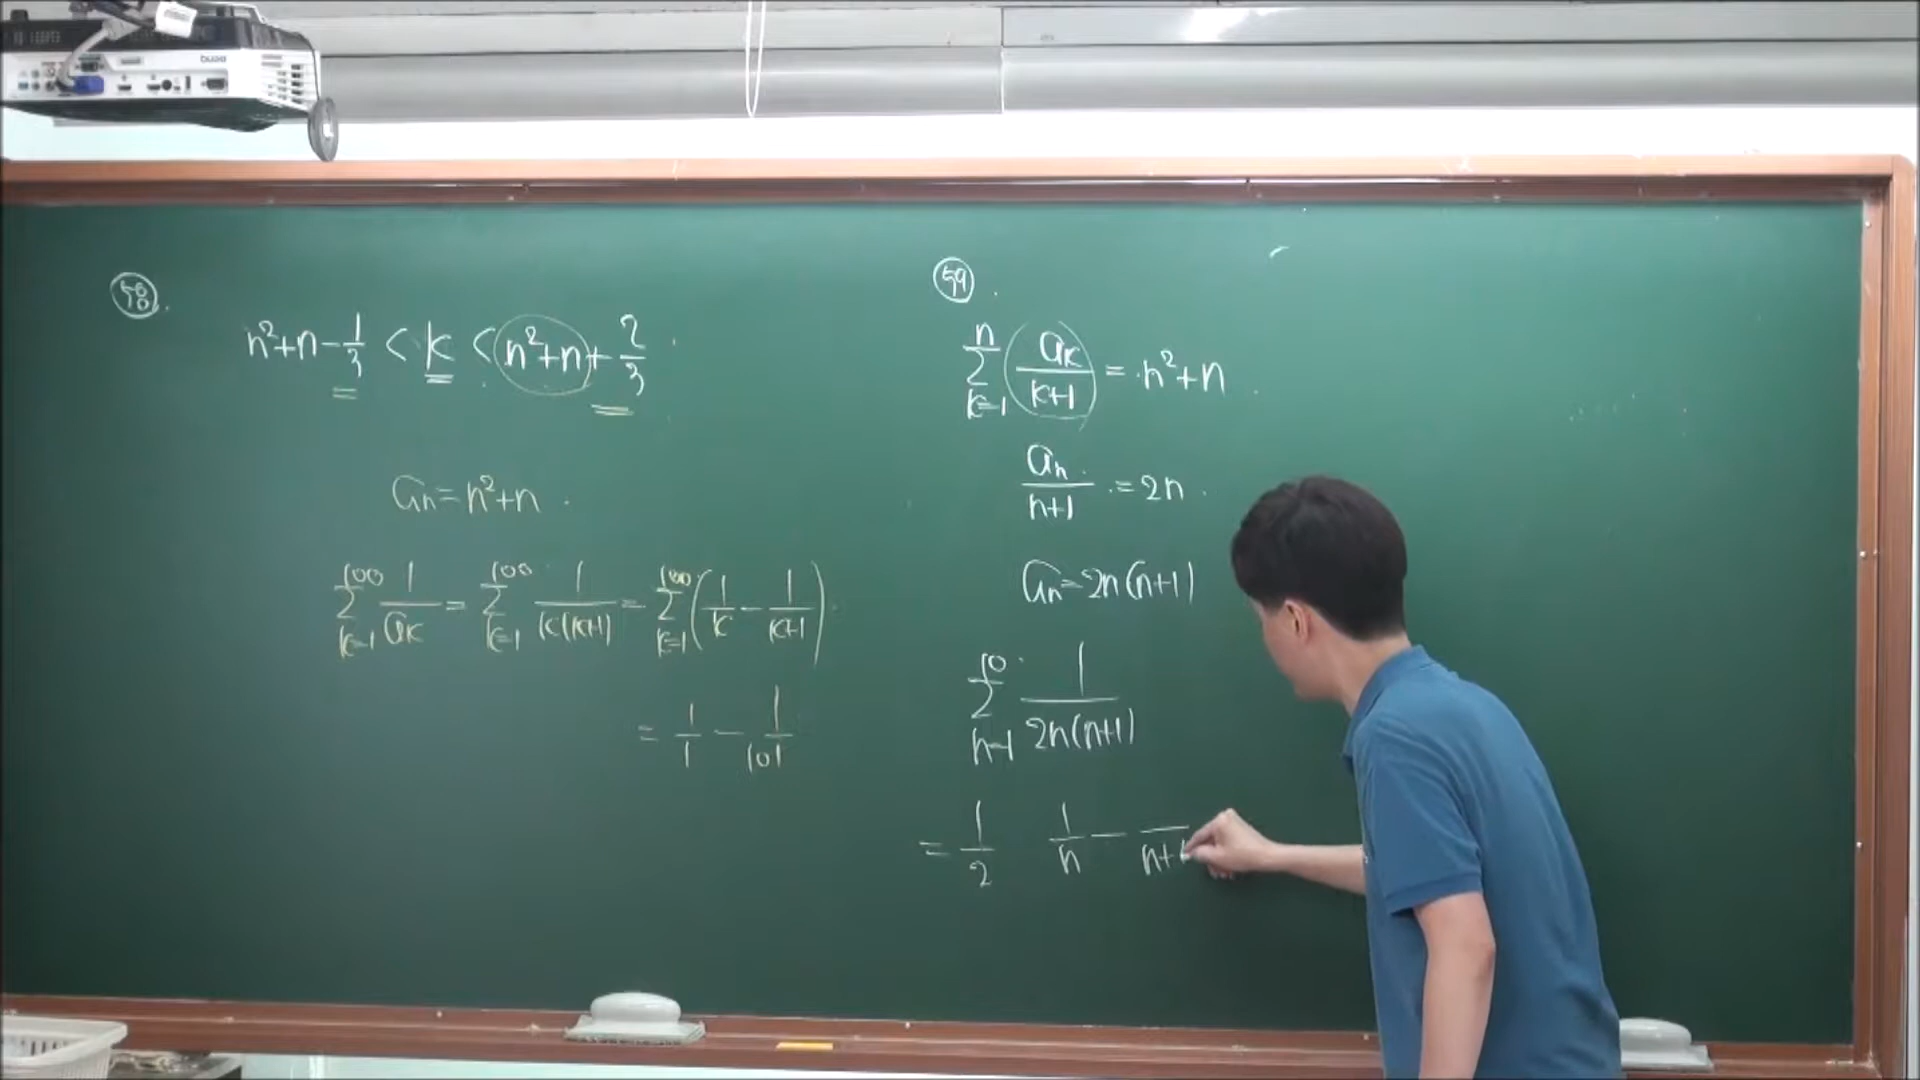 BenQ
58.
n²+n-1/3 < k < n²+n+2/3
aₙ=n²+n
∑_{k=1}^{100} 1/aₖ = ∑_{k=1}^{100} 1/(k(k+1)) = ∑_{k=1}^{100} (1/k - 1/(k+1))
= 1/1 - 1/101
59.
∑_{k=1}^{n} aₖ/(k+1) = n²+n
aₙ/(n+1) = 2n
aₙ=2n(n+1)
∑_{n=1}^{10} 1/(2n(n+1))
= 1/2 1/n - /(n+1